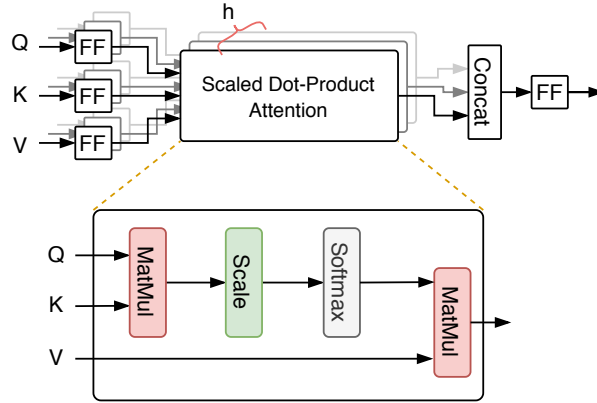 h
Q
FF
K
FF
V
FF
Scaled Dot-Product
Attention
Concat
FF
Q
K
V
MatMul
Scale
Softmax
MatMul